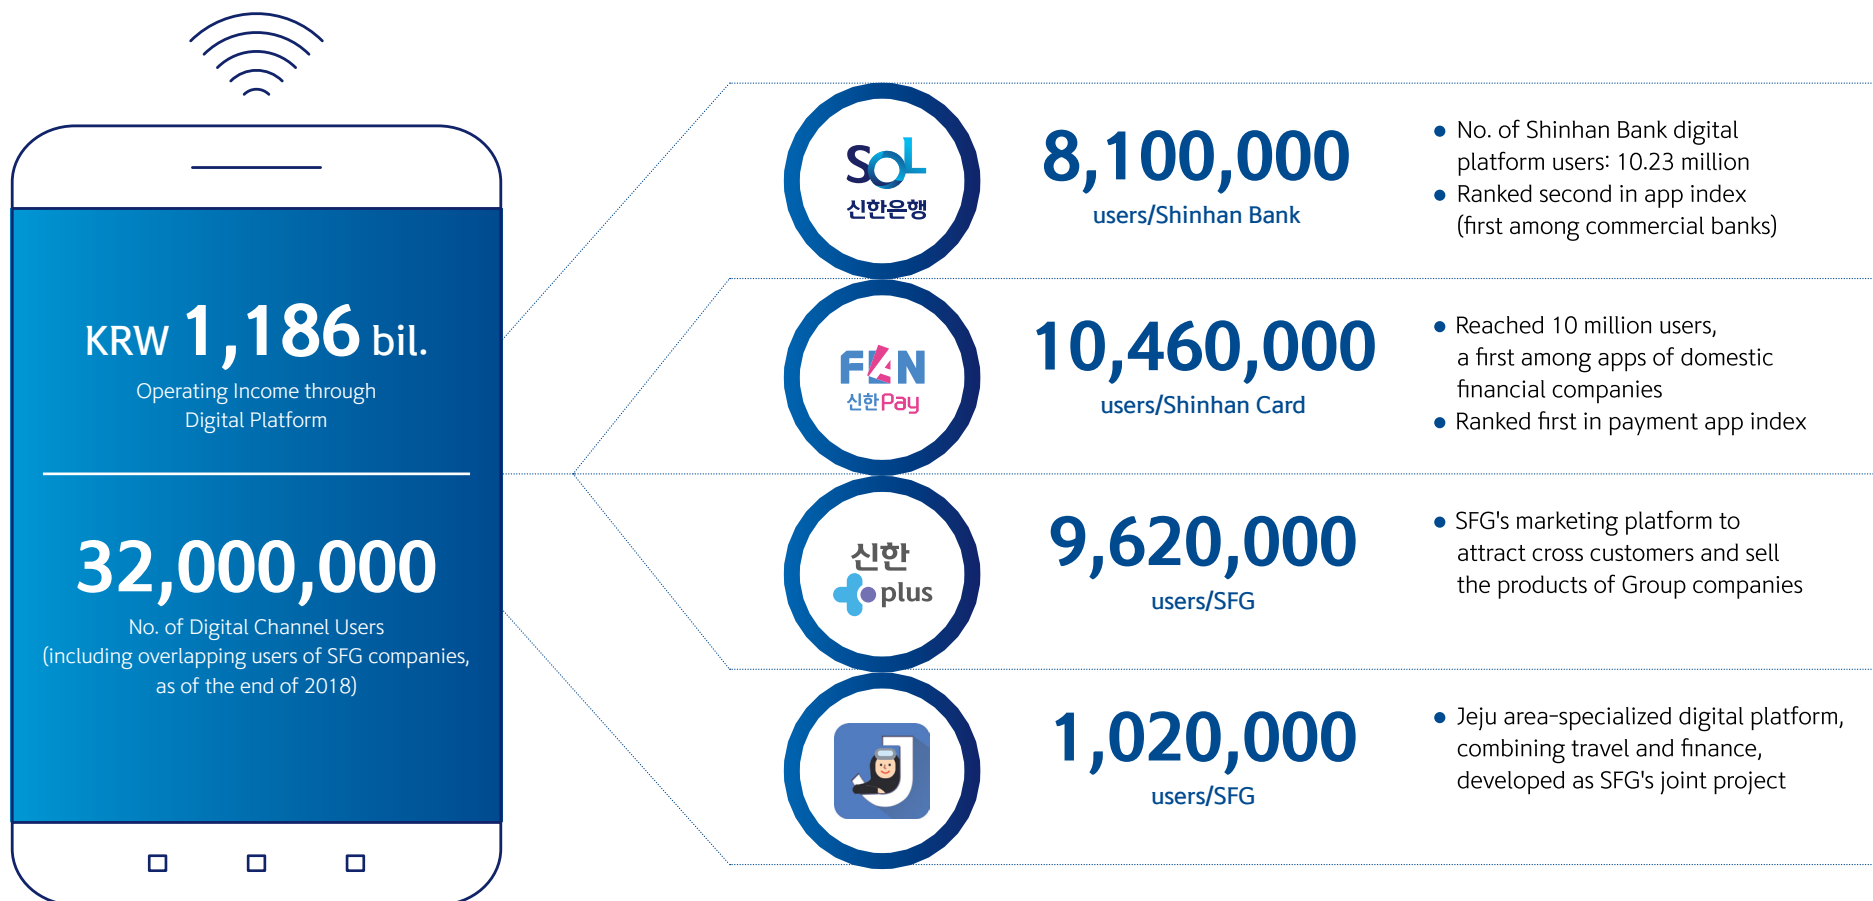 KRW 1,186 bil.
Operating Income through
Digital Platform
32,000,000
No. of Digital Channel Users
(including overlapping users of SFG companies,
as of the end of 2018)
SOL
신한은행
8,100,000
users/Shinhan Bank
● No. of Shinhan Bank digital
platform users: 10.23 million
● Ranked second in app index
(first among commercial banks)
FAN
신한Pay
10,460,000
users/Shinhan Card
● Reached 10 million users,
a first among apps of domestic
financial companies
● Ranked first in payment app index
신한
plus
9,620,000
users/SFG
● SFG's marketing platform to
attract cross customers and sell
the products of Group companies
J
1,020,000
users/SFG
● Jeju area-specialized digital platform,
combining travel and finance,
developed as SFG's joint project